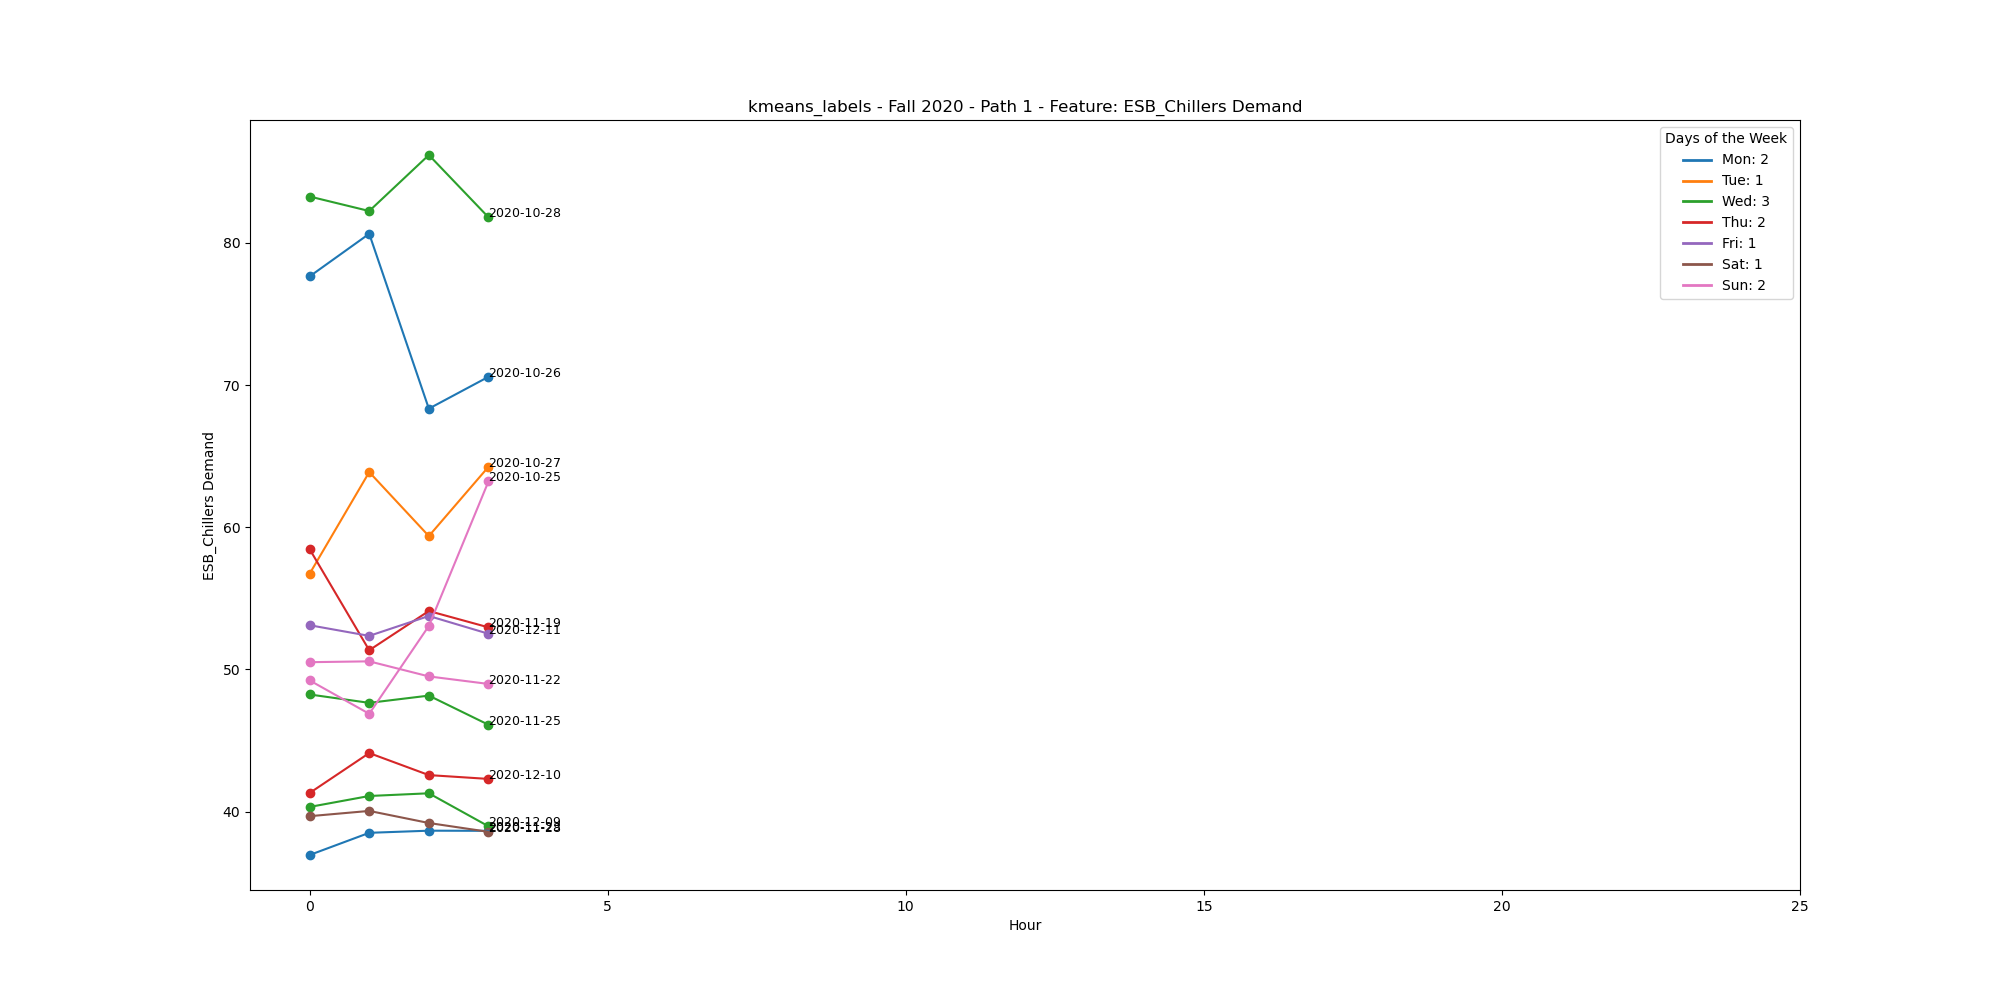 kmeans_labels - Fall 2020 - Path 1 - Feature: ESB_Chillers Demand
Days of the Week
Mon: 2
Tue: 1
Wed: 3
Thu: 2
Fri: 1
Sat: 1
Sun: 2
ESB_Chillers Demand
80
70
60
50
40
2020-10-28
2020-10-26
2020-10-27
2020-10-25
2020-11-19
2020-12-11
2020-11-22
2020-11-25
2020-12-10
2020-12-09
0
5
10
15
20
25
Hour